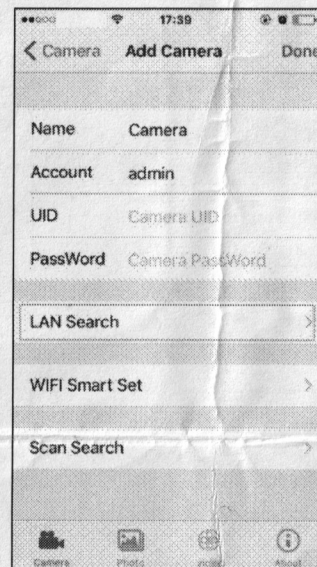 17:39
Camera Add Camera Done
Name Camera
Account admin
UID Camera UID
PassWord Camera PassWord
LAN Search
WIFI Smart Set
Scan Search
Camera Photo About